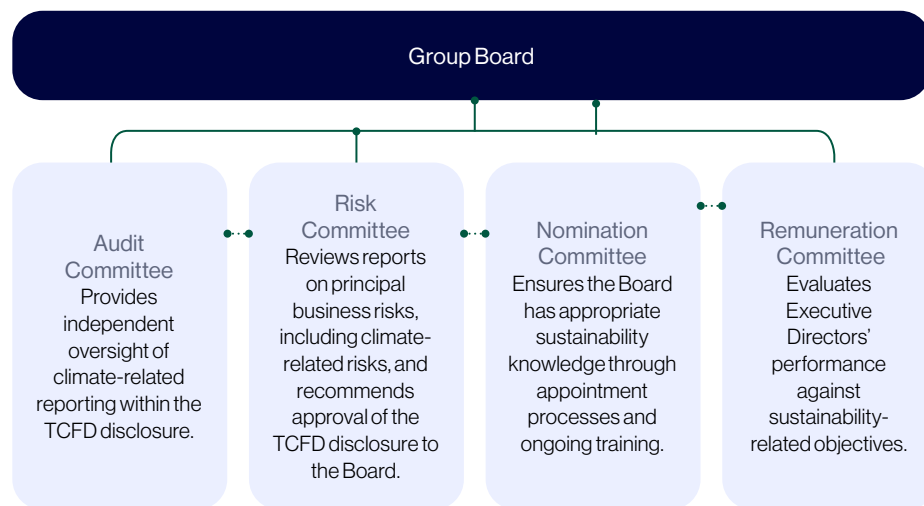 Group Board
Audit
Committee
Provides
independent
oversight of
climate-related
reporting within the
TCFD disclosure.
Risk
Committee
Reviews reports
on principal
business risks,
including climate-
related risks, and
recommends
approval of the
TCFD disclosure to
the Board.
Nomination
Committee
Ensures the Board
has appropriate
sustainability
knowledge through
appointment
processes and
ongoing training.
Remuneration
Committee
Evaluates
Executive
Directors’
performance
against
sustainability-
related objectives.